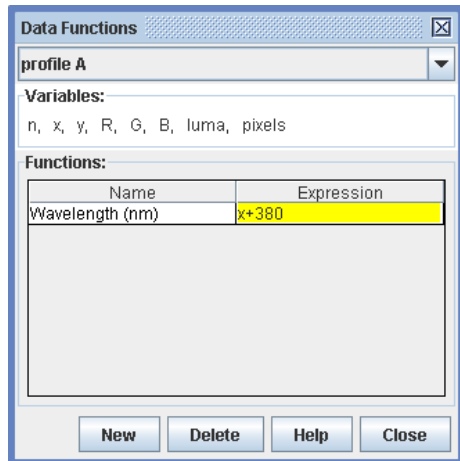 Data Functions
profile A
Variables:
n, x, y, R, G, B, luma, pixels
Functions:
Name Expression
Wavelength (nm) x+380
New Delete Help Close